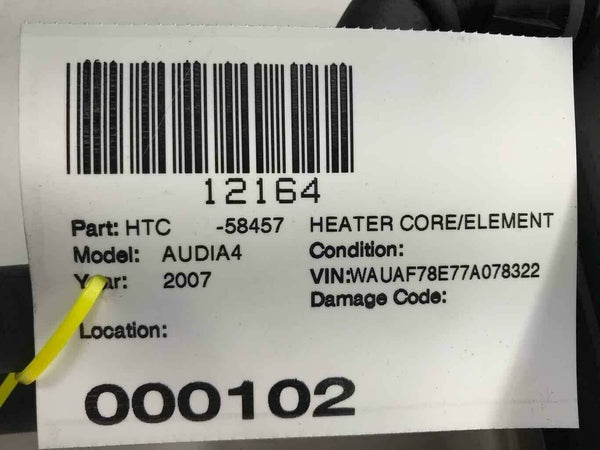 12164
Part: HTC -58457 HEATER CORE/ELEMENT
Model: AUDIA4 Condition:
Year: 2007 VIN:WAUAF78E77A078322
Damage Code:
Location:
000102